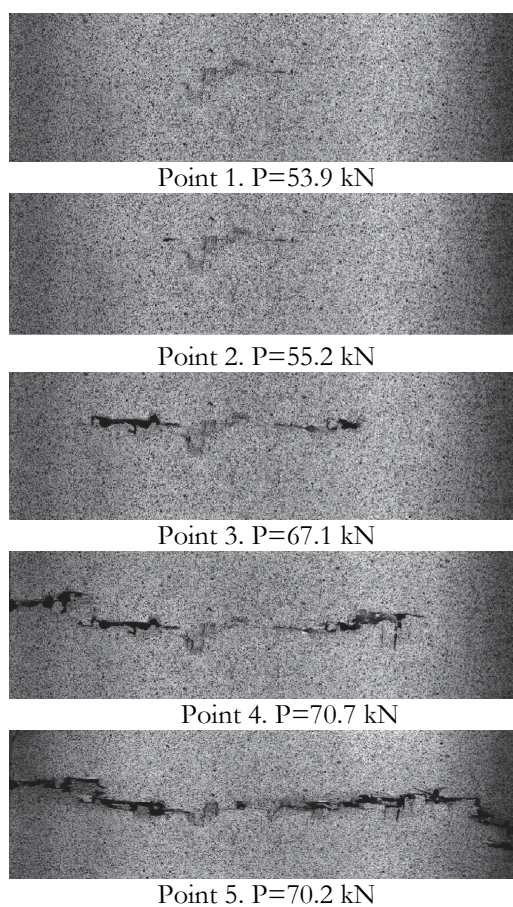 Point 1. P=53.9 kN
Point 2. P=55.2 kN
Point 3. P=67.1 kN
Point 4. P=70.7 kN
Point 5. P=70.2 kN